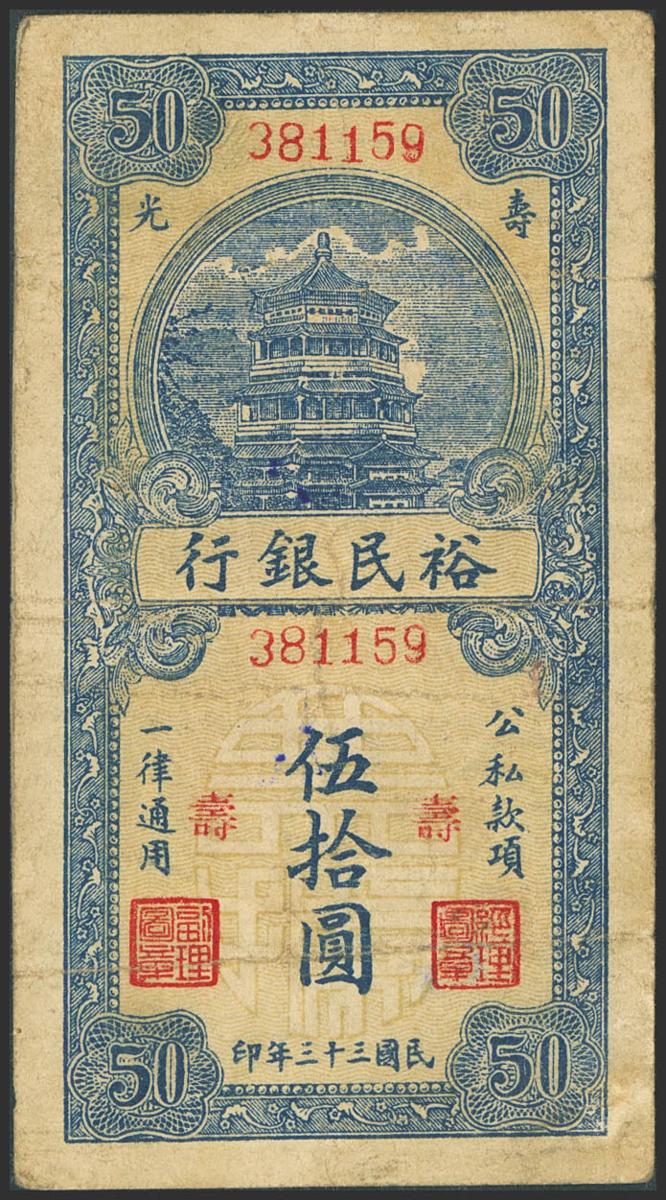 50 50
381159
壽光
裕民銀行
381159
公私款項
伍拾圓
一律通用
壽 壽
經理圖章
副理圖章
民國三十三年印
50 50